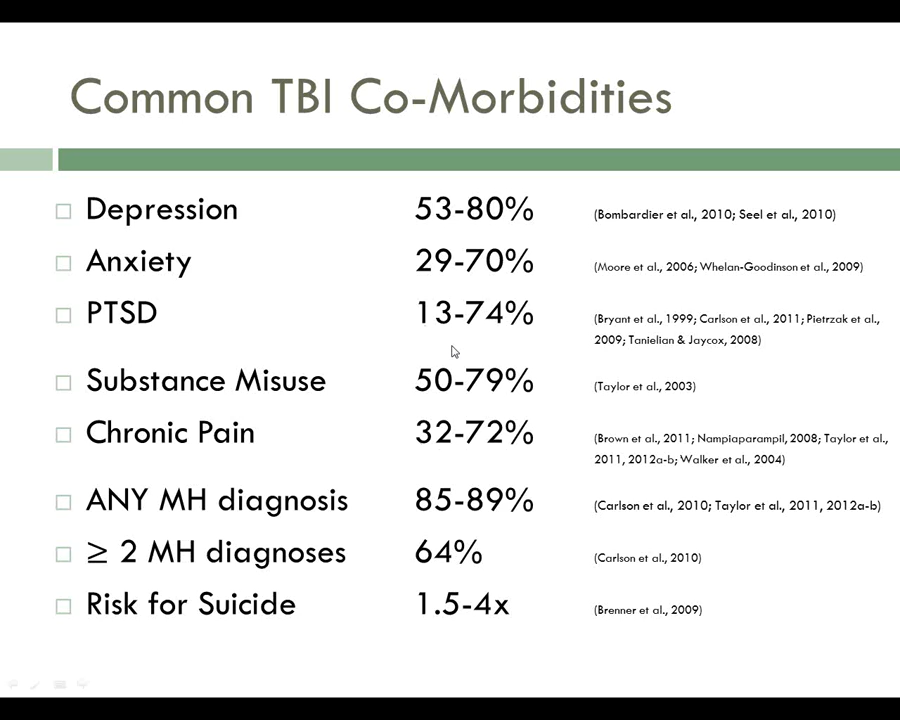 Common TBI Co-Morbidities
Depression 53-80% (Bombardier et al., 2010; Seel et al., 2010)
Anxiety 29-70% (Moore et al., 2006; Whelan-Goodinson et al., 2009)
PTSD 13-74% (Bryant et al., 1999; Carlson et al., 2011; Pietrzak et al.,
2009; Tanielian & Jaycox, 2008)
Substance Misuse 50-79% (Taylor et al., 2003)
Chronic Pain 32-72% (Brown et al., 2011; Nampiaparampil, 2008; Taylor et al.,
2011, 2012a-b; Walker et al., 2004)
ANY MH diagnosis 85-89% (Carlson et al., 2010; Taylor et al., 2011, 2012a-b)
≥ 2 MH diagnoses 64% (Carlson et al., 2010)
Risk for Suicide 1.5-4x (Brenner et al., 2009)